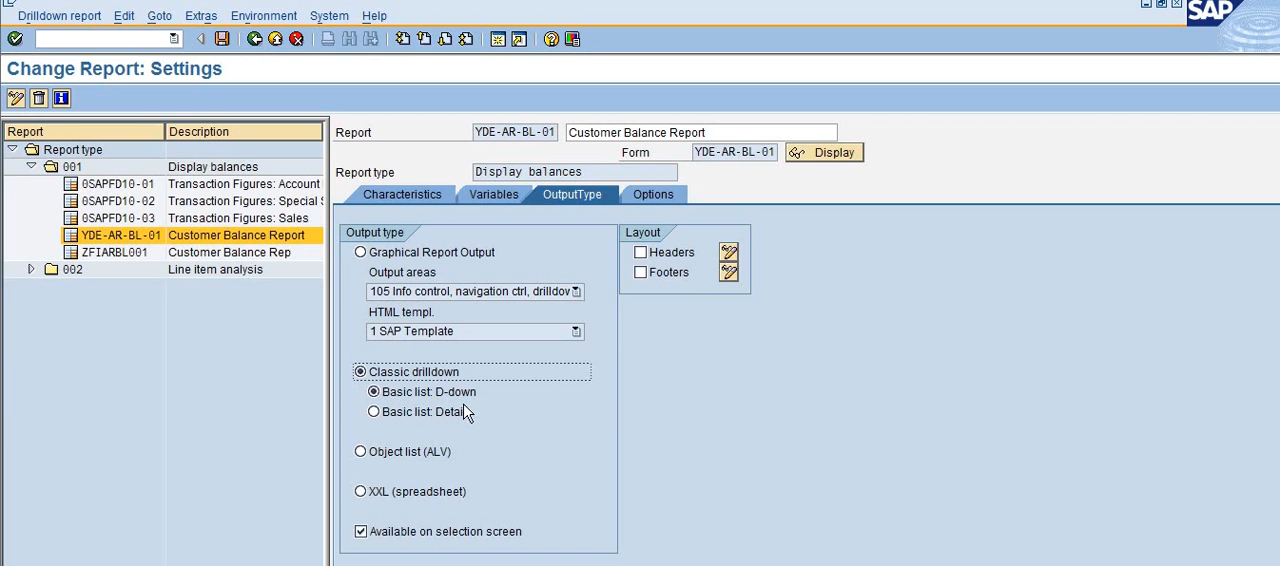 Drilldown report Edit Goto Extras Environment System Help
SAP
Change Report: Settings
Report Description
Report type
001 Display balances
0SAPFD10-01 Transaction Figures: Account
0SAPFD10-02 Transaction Figures: Special S
0SAPFD10-03 Transaction Figures: Sales
YDE-AR-BL-01 Customer Balance Report
ZFIARBL001 Customer Balance Rep
002 Line item analysis
Report YDE-AR-BL-01 Customer Balance Report
Form YDE-AR-BL-01 Display
Report type Display balances
Characteristics Variables OutputType Options
Output type
Graphical Report Output
Output areas
105 Info control, navigation ctrl, drilldov
HTML templ.
1 SAP Template
Classic drilldown
Basic list: D-down
Basic list: Detail
Object list (ALV)
XXL (spreadsheet)
Available on selection screen
Layout
Headers
Footers